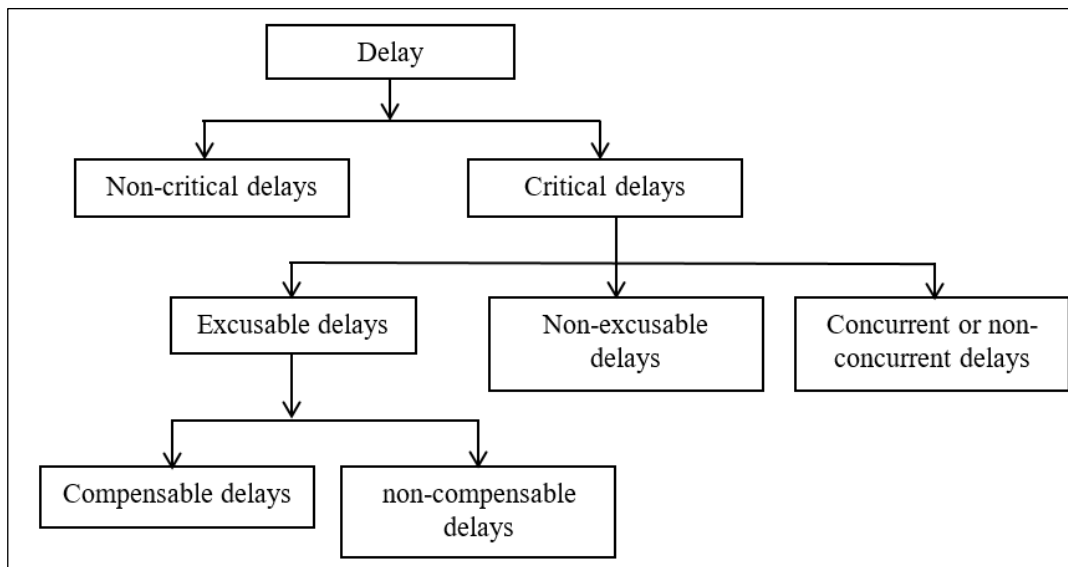 Delay
Non-critical delays
Critical delays
Excusable delays
Non-excusable
delays
Concurrent or non-
concurrent delays
Compensable delays
non-compensable
delays